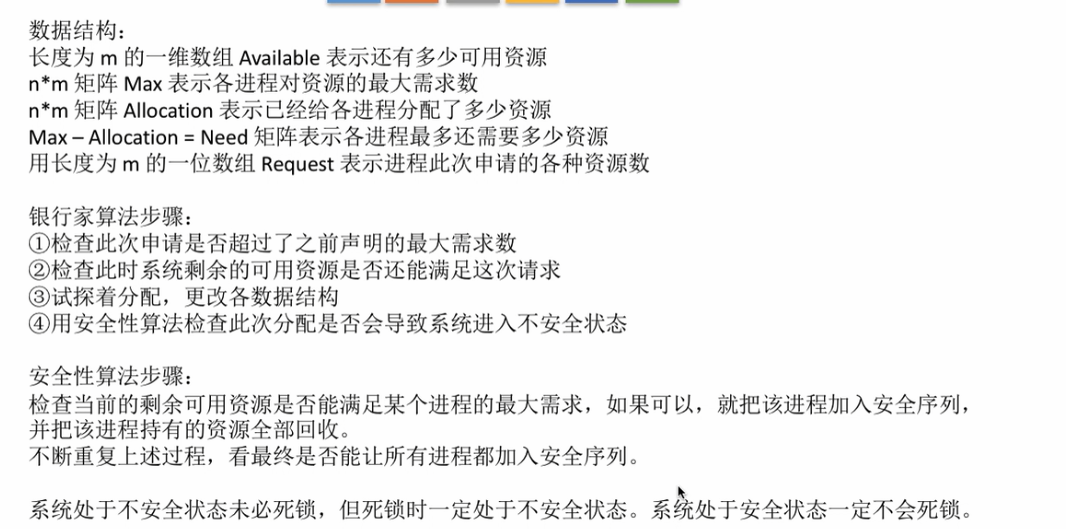 数据结构：
长度为 m 的一维数组 Available 表示还有多少可用资源
n*m 矩阵 Max 表示各进程对资源的最大需求数
n*m 矩阵 Allocation 表示已经给各进程分配了多少资源
Max – Allocation = Need 矩阵表示各进程最多还需要多少资源
用长度为 m 的一位数组 Request 表示进程此次申请的各种资源数
银行家算法步骤：
①检查此次申请是否超过了之前声明的最大需求数
②检查此时系统剩余的可用资源是否还能满足这次请求
③试探着分配，更改各数据结构
④用安全性算法检查此次分配是否会导致系统进入不安全状态
安全性算法步骤：
检查当前的剩余可用资源是否能满足某个进程的最大需求，如果可以，就把该进程加入安全序列，
并把该进程持有的资源全部回收。
不断重复上述过程，看最终是否能让所有进程都加入安全序列。
系统处于不安全状态未必死锁，但死锁时一定处于不安全状态。系统处于安全状态一定不会死锁。